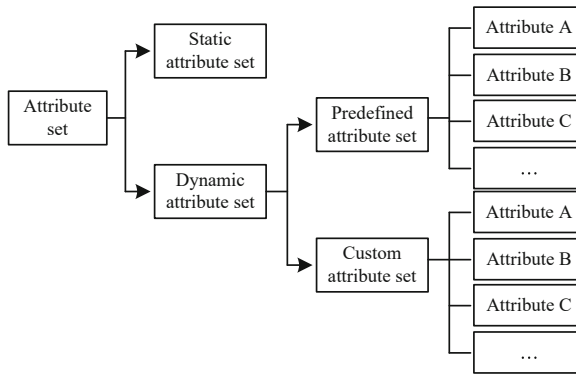 Attribute
set
Static
attribute set
Dynamic
attribute set
Predefined
attribute set
Custom
attribute set
Attribute A
Attribute B
Attribute C
…
Attribute A
Attribute B
Attribute C
…